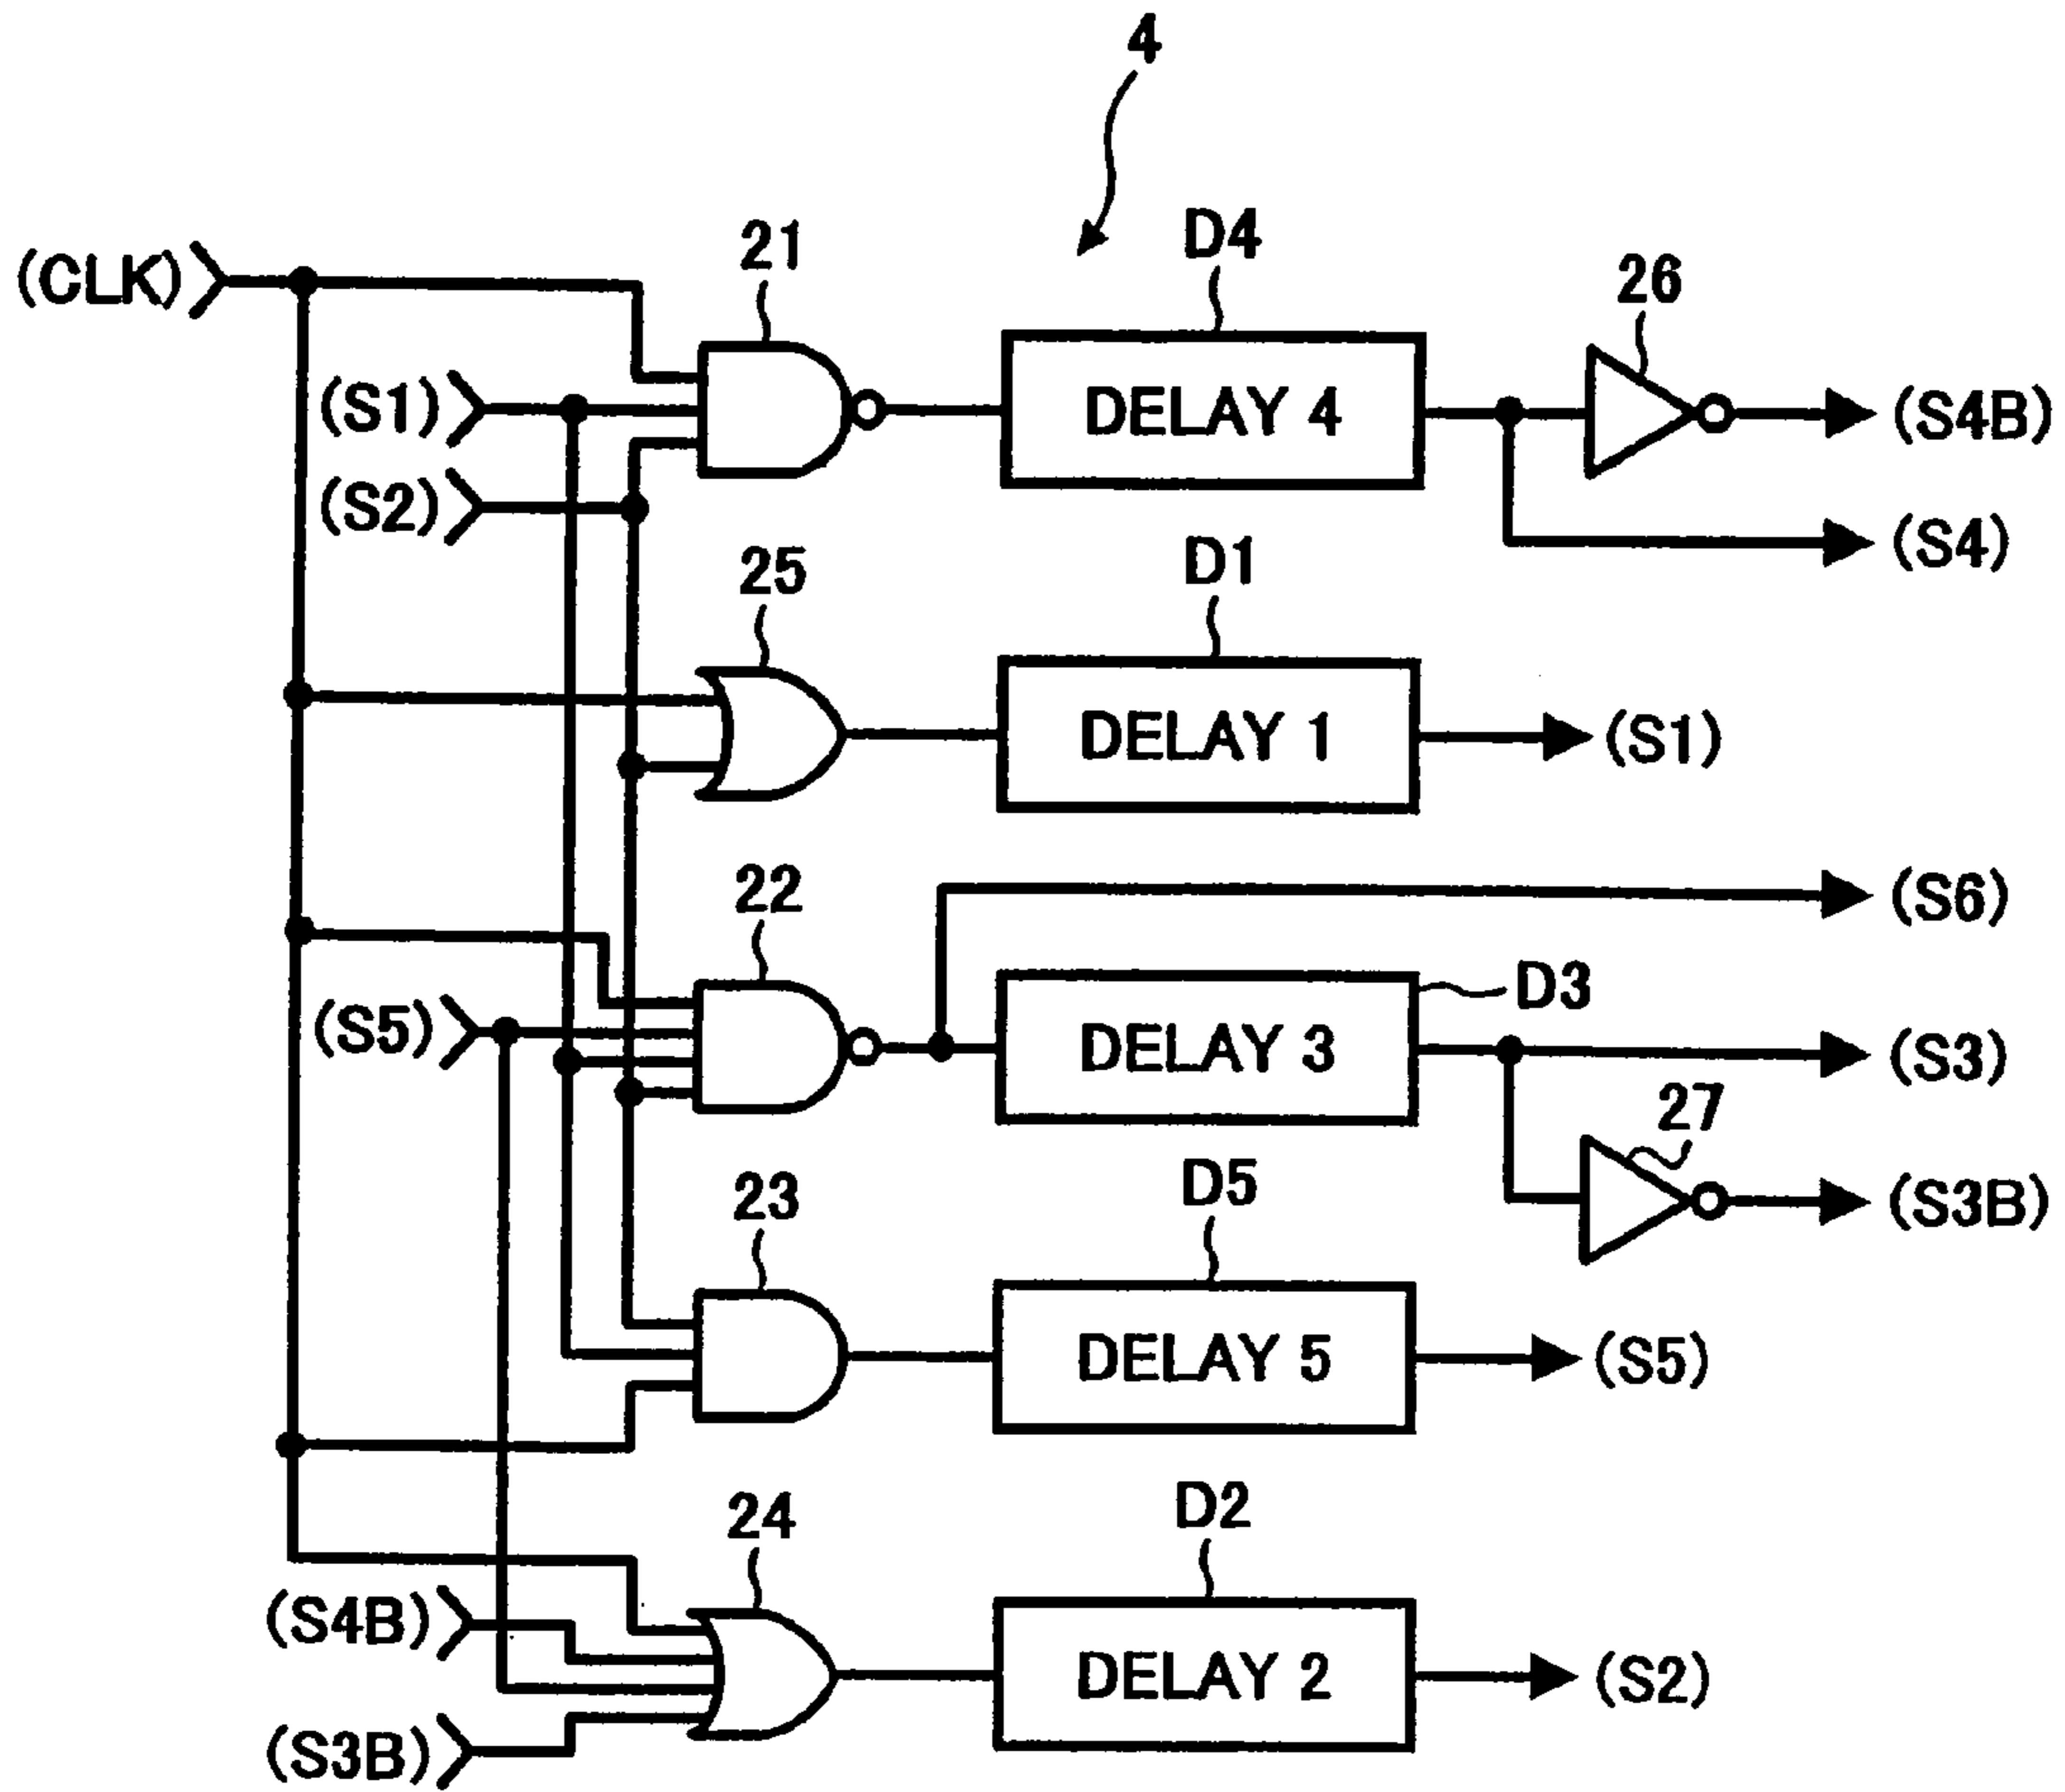 4
21
D4
26
(CLK)
(S1)
DELAY 4
(S4B)
(S2)
(S4)
25
D1
DELAY 1
(S1)
22
(S6)
D3
(S5)
DELAY 3
(S3)
27
23
D5
(S3B)
DELAY 5
(S5)
24
D2
(S4B)
DELAY 2
(S2)
(S3B)